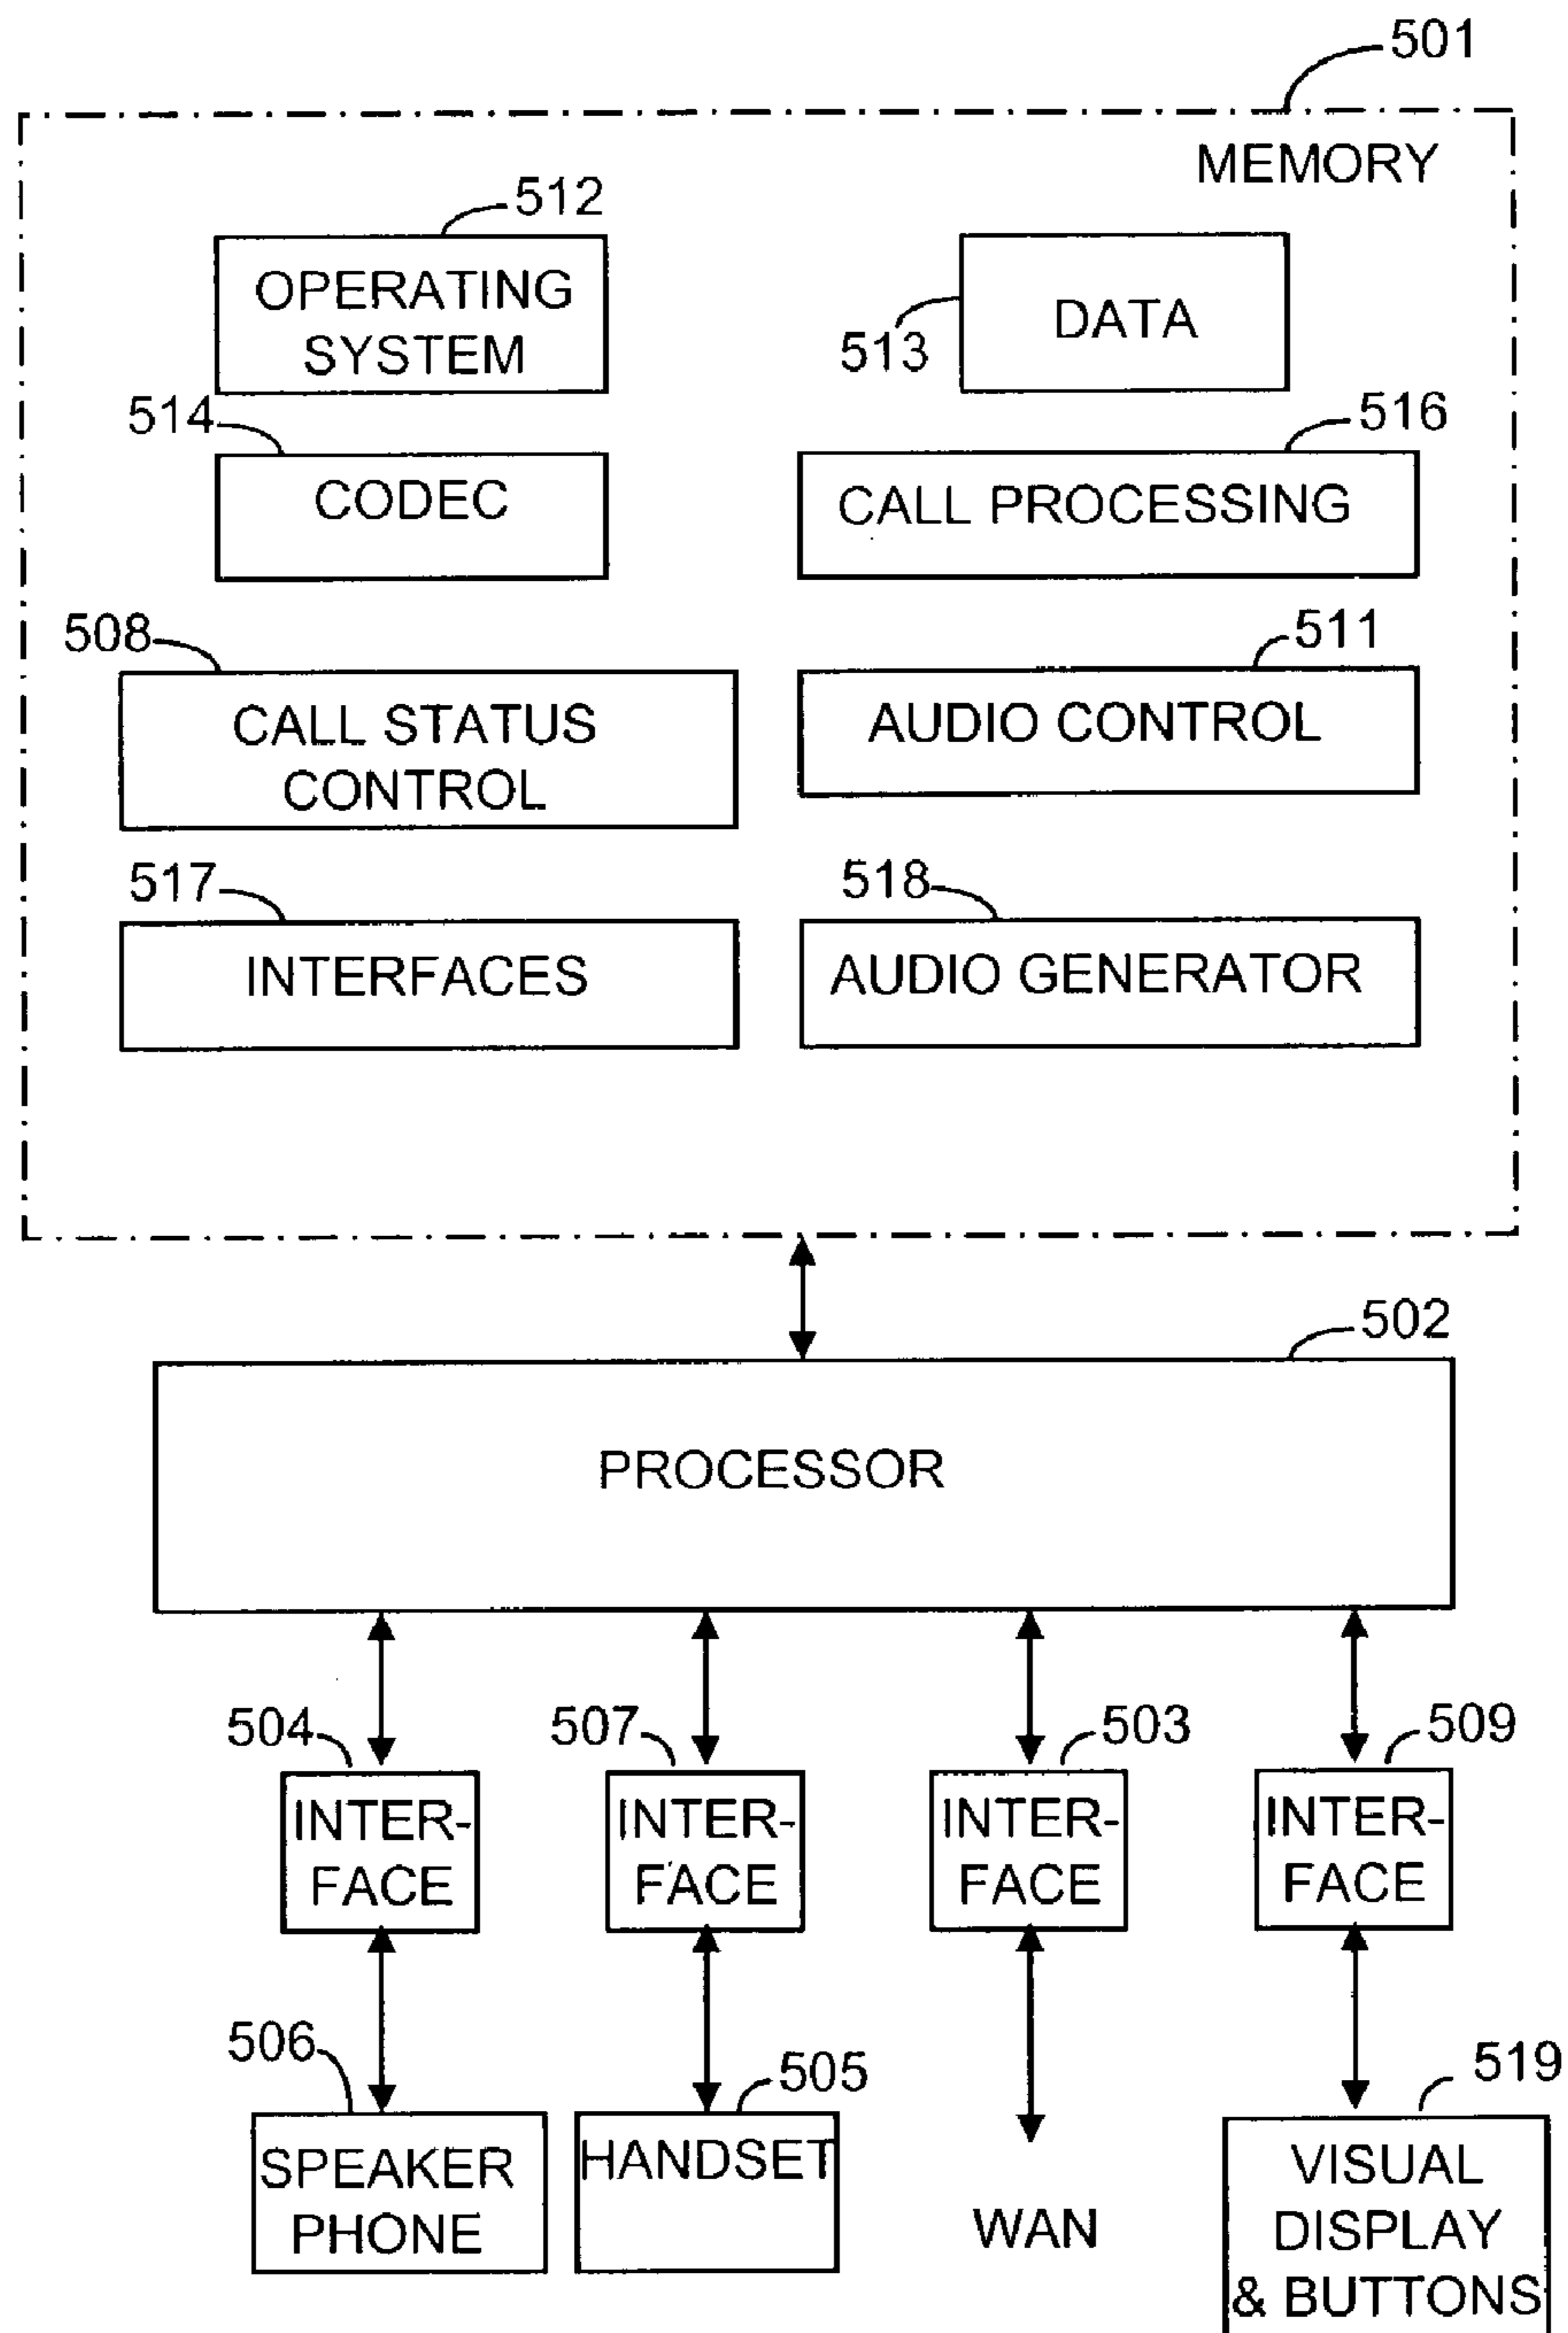 501
MEMORY
512
OPERATING
SYSTEM
513
DATA
514
CODEC
516
CALL PROCESSING
508
CALL STATUS
CONTROL
511
AUDIO CONTROL
517
INTERFACES
518
AUDIO GENERATOR
502
PROCESSOR
504
INTER-
FACE
507
INTER-
FACE
503
INTER-
FACE
509
INTER-
FACE
506
SPEAKER
PHONE
505
HANDSET
WAN
519
VISUAL
DISPLAY
& BUTTONS